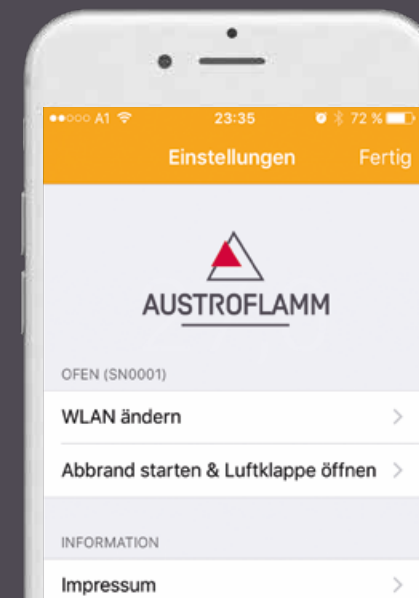 ●●○○○ A1 23:35 72 %
Einstellungen Fertig
AUSTROFLAMM
OFEN (SN0001)
WLAN ändern
Abbrand starten & Luftklappe öffnen
INFORMATION
Impressum